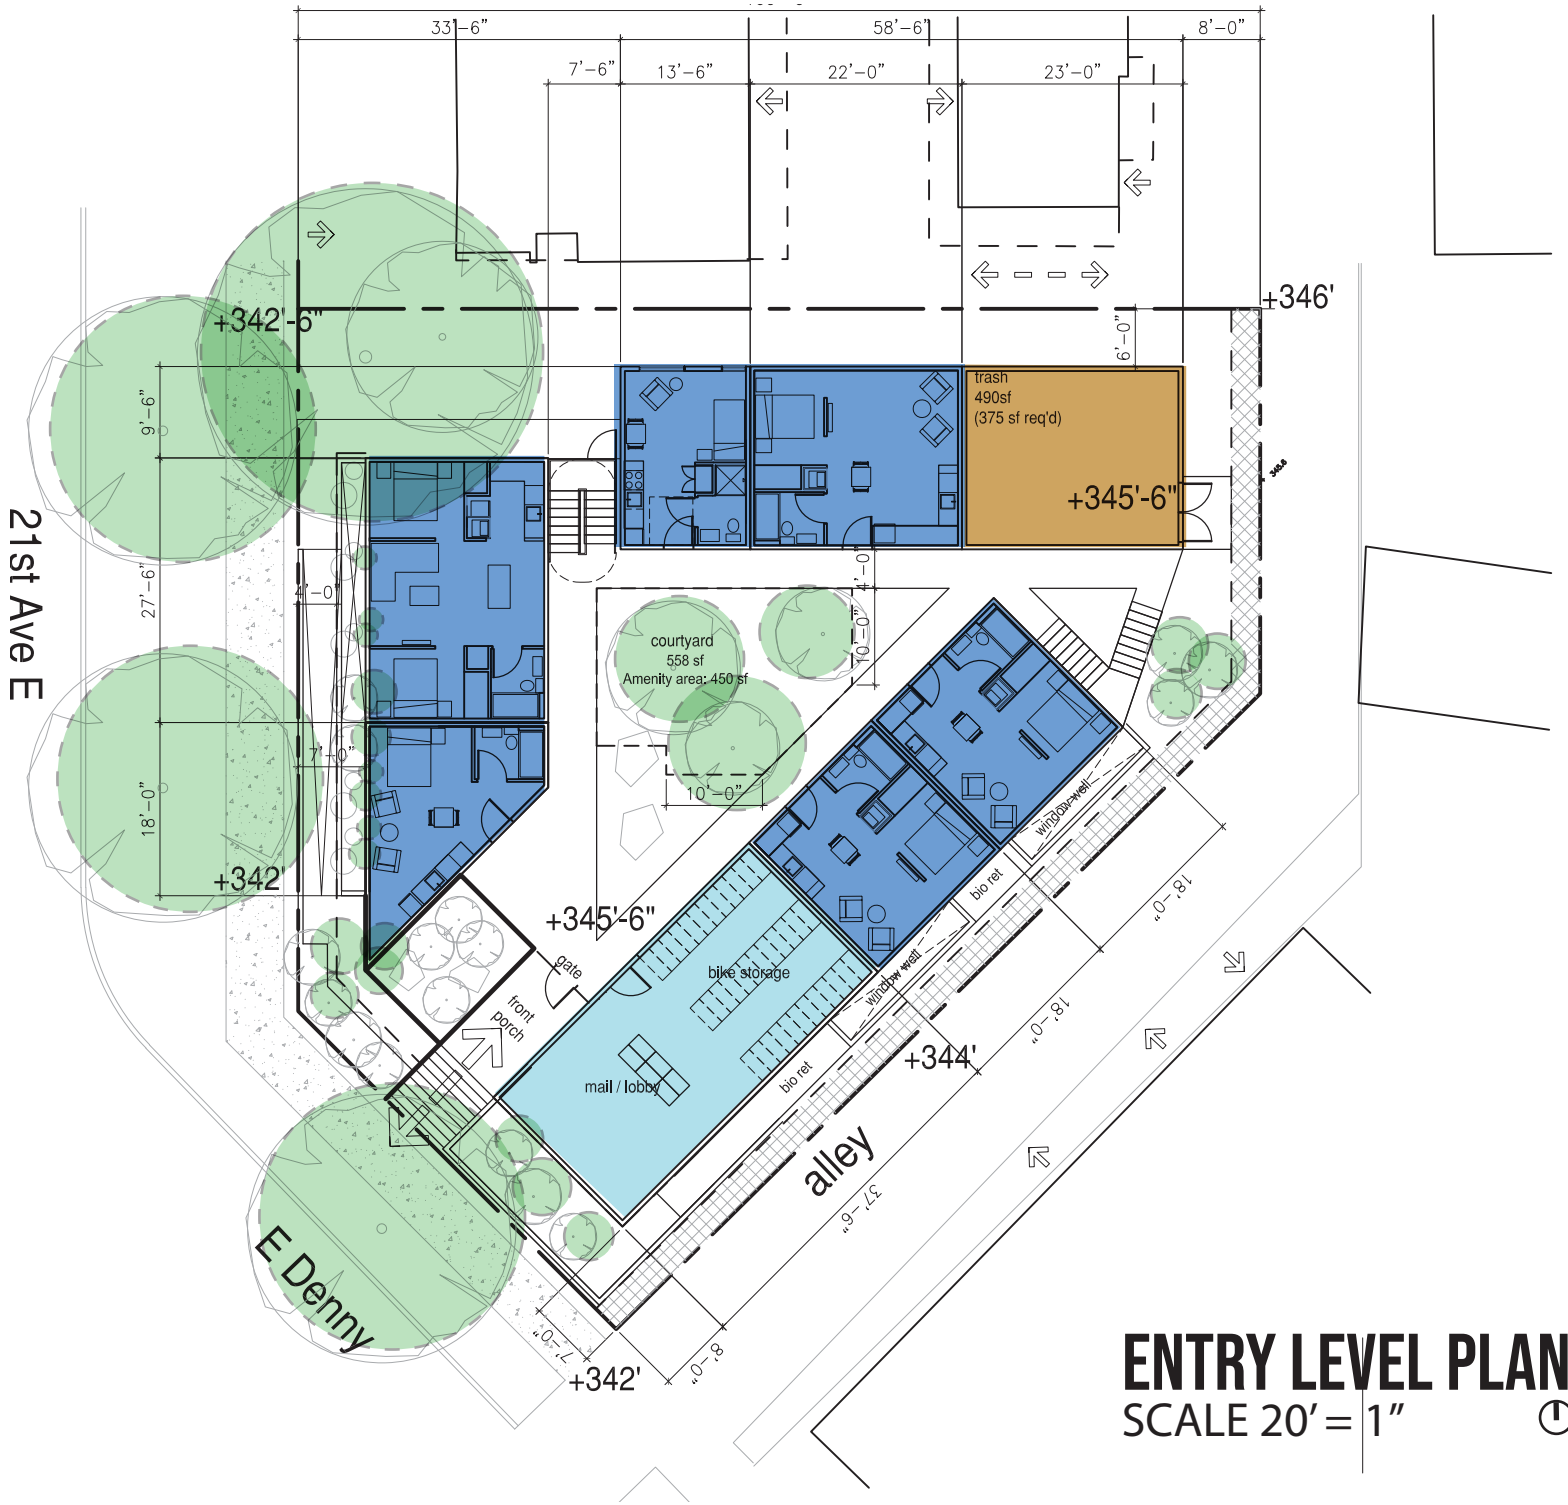 33'-6"
58'-6"
8'-0"
7'-6"
13'-6"
22'-0"
23'-0"
+346'
+342'-6"
6'-0"
trash
490sf
(375 sf req'd)
345.6
9'-6"
+345'-6"
21st Ave E
27'-6"
4'-0"
4'-0"
10'-0"
courtyard
558 sf
Amenity area: 450 sf
7'-0"
10'-0"
18'-0"
window well
+342'
bio ret
18'-0"
+345'-6"
gate
bike storage
window well
front
porch
18'-0"
+344'
mail / lobby
bio ret
alley
37'-6"
E Denny
7'-0"
8'-0"
+342'
ENTRY LEVEL PLAN
SCALE 20' = 1"